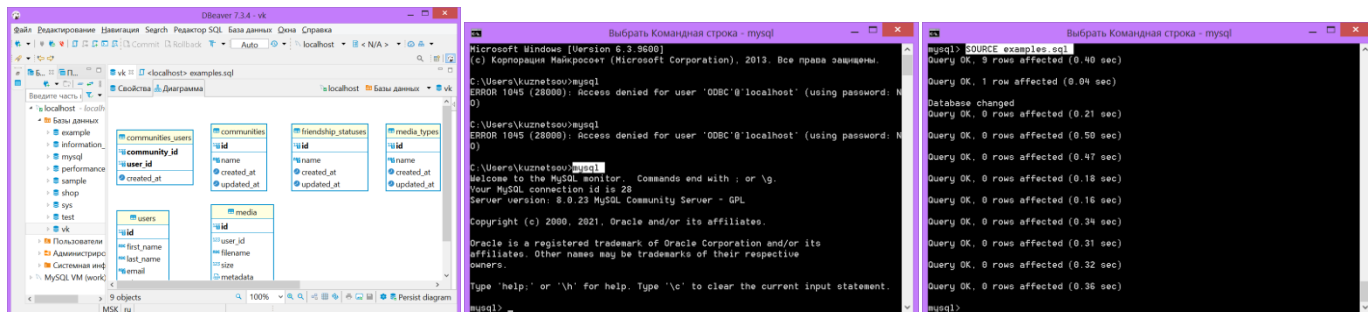 DBeaver 7.3.4 - vk
Файл Редактирование Навигация Search Редактор SQL База данных Окна Справка
Commit Rollback Auto localhost < N/A >
vk <localhost> examples.sql
Свойства Диаграмма localhost Базы данных vk
Введите часть
localhost
Базы данных
example
information_
mysql
performance
sample
shop
sys
test
vk
Пользователи
Администрирс
Системная инф
MySQL VM (work)
communities_users
community_id
user_id
created_at
communities
id
name
created_at
updated_at
friendship_statuses
id
name
created_at
updated_at
media_types
id
name
created_at
updated_at
users
id
first_name
last_name
email
media
id
user_id
filename
size
metadata
9 objects 100% Persist diagram
MSK ru
Выбрать Командная строка - mysql
Microsoft Windows [Version 6.3.9600]
(c) Корпорация Майкрософт (Microsoft Corporation), 2013. Все права защищены.
C:\Users\kuznetsov>mysql
ERROR 1045 (28000): Access denied for user 'ODBC'@'localhost' (using password: N
O)
C:\Users\kuznetsov>mysql
ERROR 1045 (28000): Access denied for user 'ODBC'@'localhost' (using password: N
O)
C:\Users\kuznetsov>mysql
Welcome to the MySQL monitor. Commands end with ; or \g.
Your MySQL connection id is 28
Server version: 8.0.23 MySQL Community Server - GPL
Copyright (c) 2000, 2021, Oracle and/or its affiliates.
Oracle is a registered trademark of Oracle Corporation and/or its
affiliates. Other names may be trademarks of their respective
owners.
Type 'help;' or '\h' for help. Type '\c' to clear the current input statement.
mysql> _
Выбрать Командная строка - mysql
mysql> SOURCE examples.sql
Query OK, 9 rows affected (0.40 sec)
Query OK, 1 row affected (0.04 sec)
Database changed
Query OK, 0 rows affected (0.21 sec)
Query OK, 0 rows affected (0.50 sec)
Query OK, 0 rows affected (0.47 sec)
Query OK, 0 rows affected (0.18 sec)
Query OK, 0 rows affected (0.16 sec)
Query OK, 0 rows affected (0.34 sec)
Query OK, 0 rows affected (0.31 sec)
Query OK, 0 rows affected (0.32 sec)
Query OK, 0 rows affected (0.36 sec)
mysql>